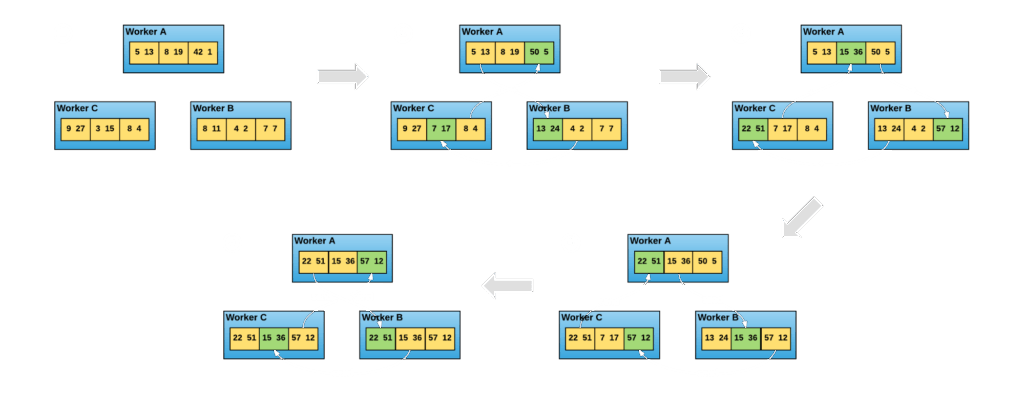 Worker A
5 13 8 19 42 1
Worker C
9 27 3 15 8 4
Worker B
8 11 4 2 7 7
Worker A
5 13 8 19 50 5
Worker C
9 27 7 17 8 4
Worker B
13 24 4 2 7 7
Worker A
5 13 15 36 50 5
Worker C
22 51 7 17 8 4
Worker B
13 24 4 2 57 12
Worker A
22 51 15 36 57 12
Worker C
22 51 15 36 57 12
Worker B
22 51 15 36 57 12
Worker A
22 51 15 36 50 5
Worker C
22 51 7 17 57 12
Worker B
13 24 15 36 57 12